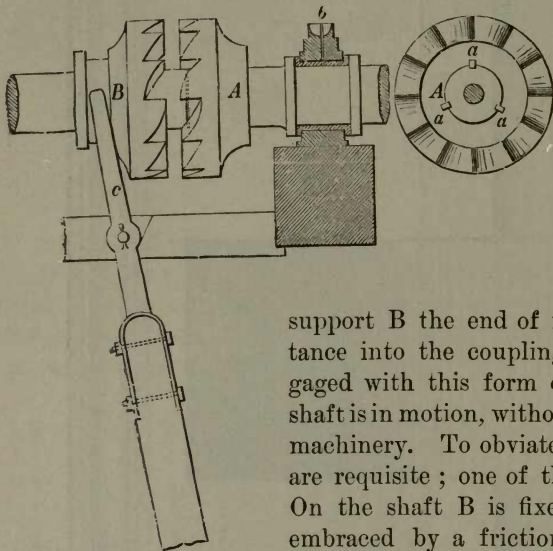 b
B
A
a
A
a
a
c
support B the end of
tance into the coupling
gaged with this form
shaft is in motion, witho
machinery. To obviate
are requisite ; one of th
On the shaft B is fixe
embraced by a friction